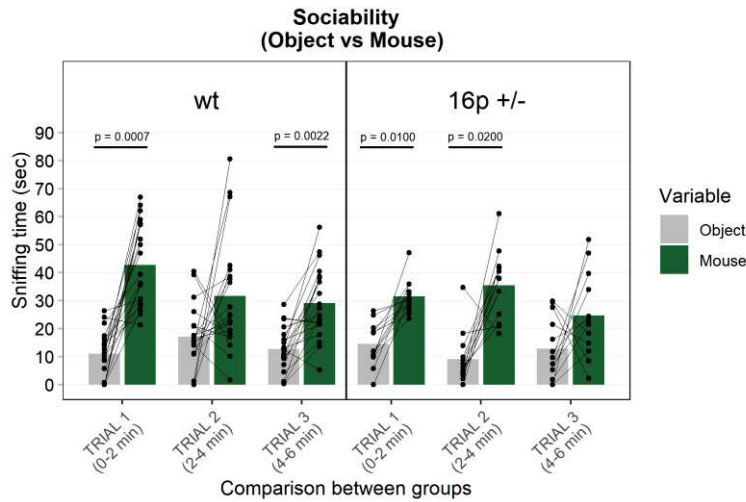 Sociability
(Object vs Mouse)
wt
16p +/-
p = 0.0007
p = 0.0022
p = 0.0100
p = 0.0200
90
80
70
60
50
40
30
20
10
0
Sniffing time (sec)
TRIAL 1
(0-2 min)
TRIAL 2
(2-4 min)
TRIAL 3
(4-6 min)
TRIAL 1
(0-2 min)
TRIAL 2
(2-4 min)
TRIAL 3
(4-6 min)
Comparison between groups
Variable
Object
Mouse